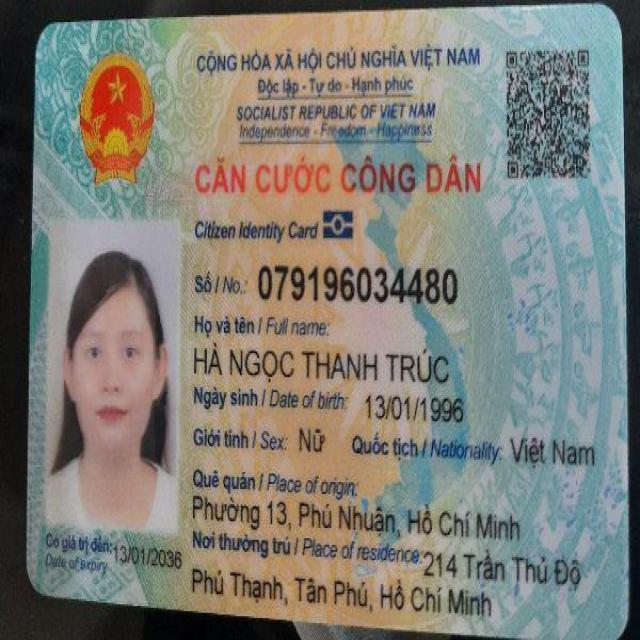 CỘNG HÒA XÃ HỘI CHỦ NGHĨA VIỆT NAM
Độc lập - Tự do - Hạnh phúc
SOCIALIST REPUBLIC OF VIET NAM
Independence - Freedom - Happiness
CĂN CƯỚC CÔNG DÂN
Citizen Identity Card
Số / No.: 079196034480
Họ và tên / Full name:
HÀ NGỌC THANH TRÚC
Ngày sinh / Date of birth: 13/01/1996
Giới tính / Sex: Nữ Quốc tịch / Nationality: Việt Nam
Quê quán / Place of origin:
Phường 13, Phú Nhuận, Hồ Chí Minh
Nơi thường trú / Place of residence: 214 Trần Thủ Độ
Phú Thạnh, Tân Phú, Hồ Chí Minh
Có giá trị đến: 13/01/2036
Date of expiry